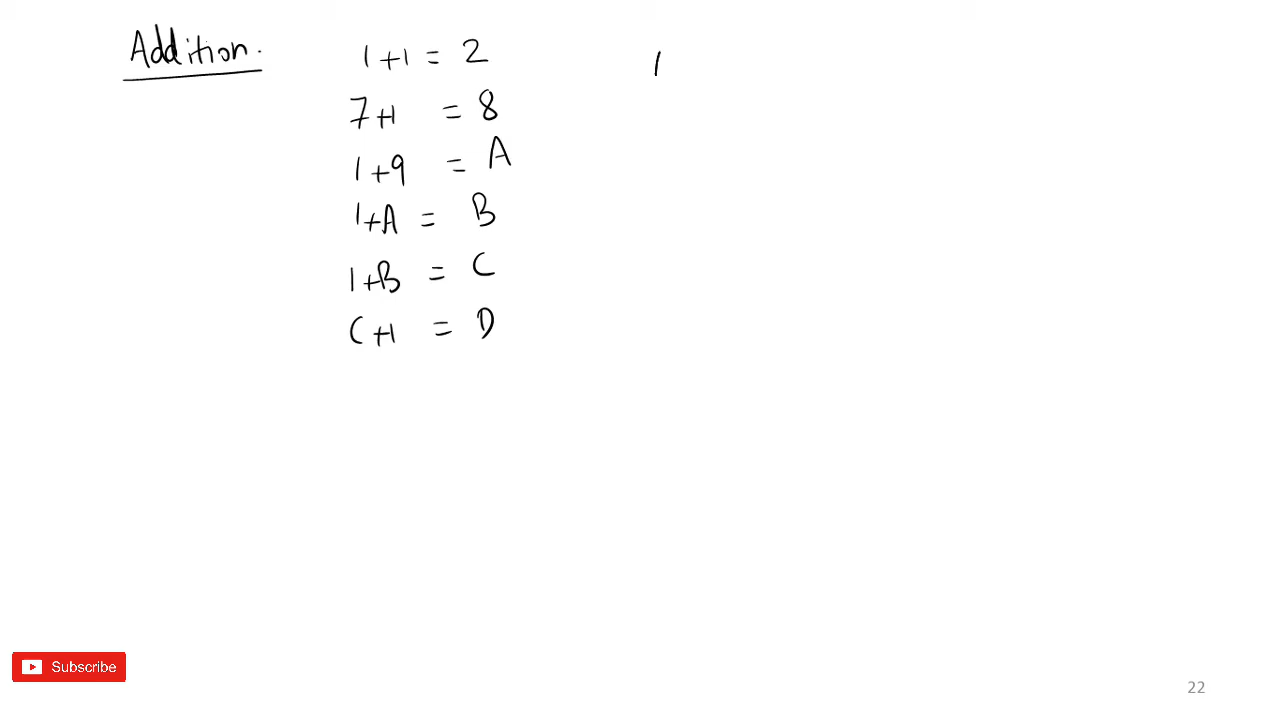 Addition.
1+1 = 2
1
7+1 = 8
1+9 = A
1+A = B
1+B = C
C+1 = D
Subscribe
22